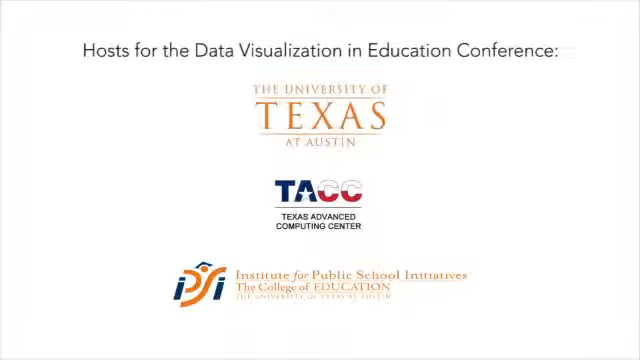 Hosts for the Data Visualization in Education Conference:
THE UNIVERSITY OF
TEXAS
AT AUSTIN
TACC
TEXAS ADVANCED
COMPUTING CENTER
ipsi
Institute for Public School Initiatives
The College of EDUCATION
THE UNIVERSITY OF TEXAS AT AUSTIN